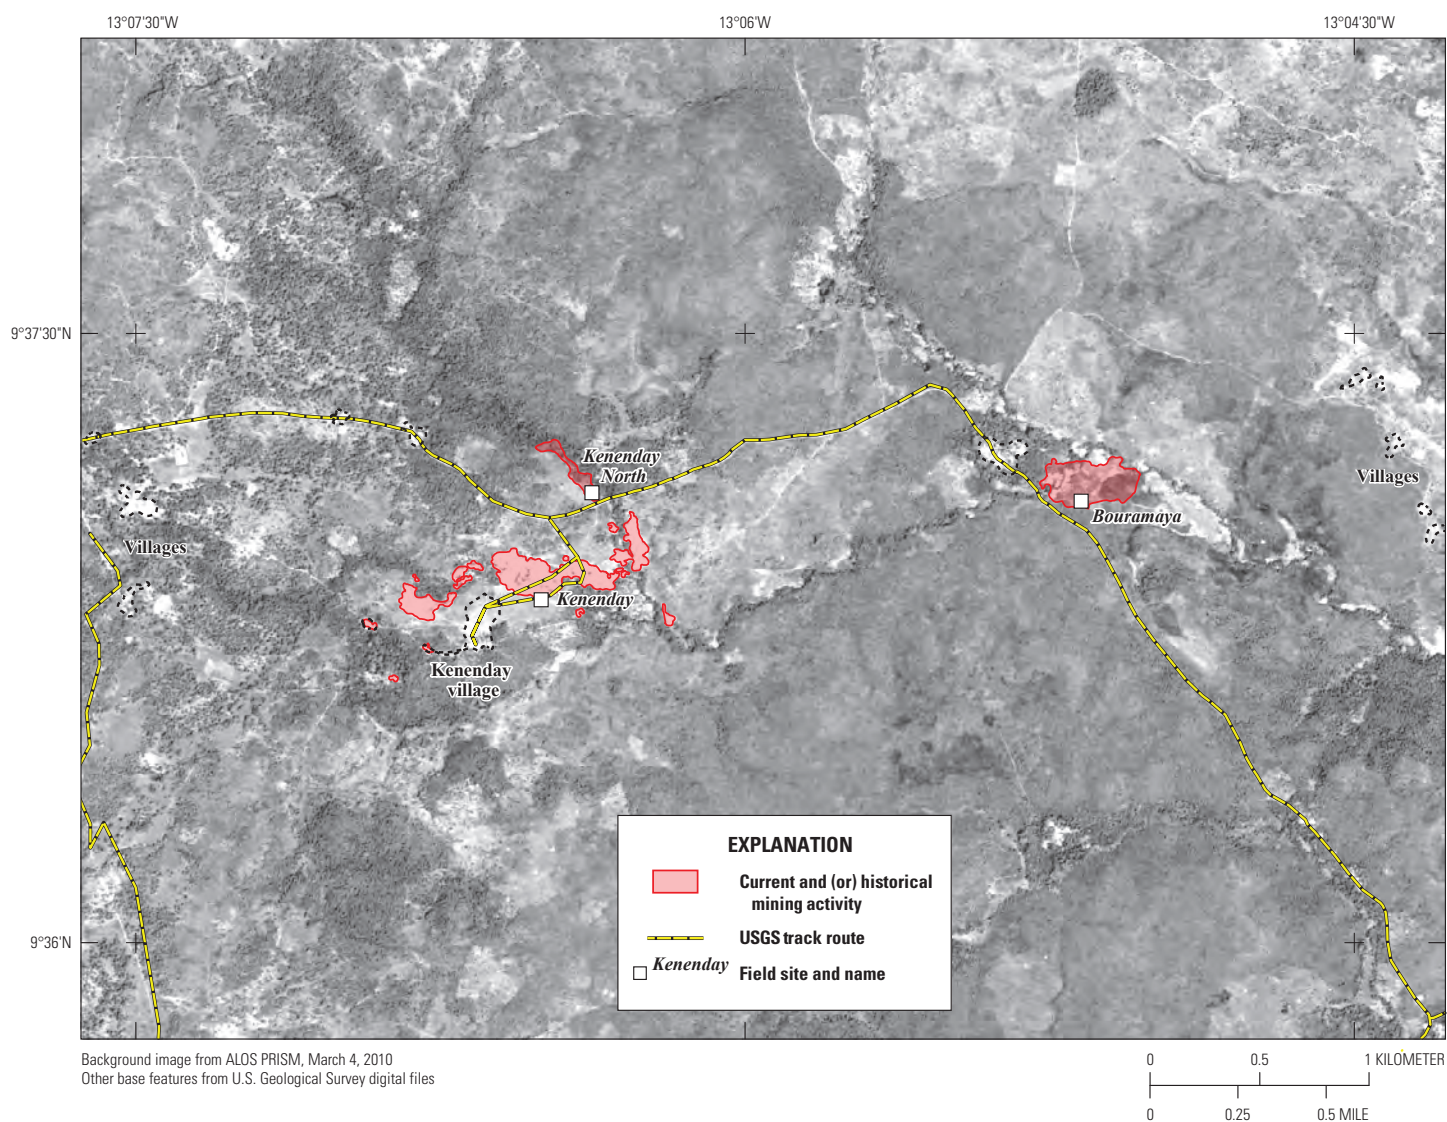 13°07'30"W
13°06'W
13°04'30"W
9°37'30"N
Kenenday
North
Villages
Bouramaya
Villages
Kenenday
Kenenday
village
EXPLANATION
Current and (or) historical
mining activity
USGS track route
9°36'N
Kenenday
Field site and name
Background image from ALOS PRISM, March 4, 2010
Other base features from U.S. Geological Survey digital files
0 0.5 1 KILOMETER
0 0.25 0.5 MILE